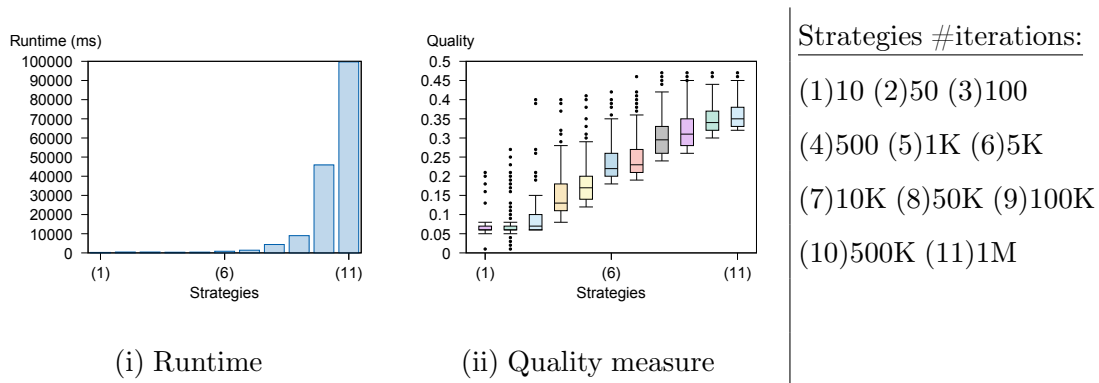 Runtime (ms)
100000
90000
80000
70000
60000
50000
40000
30000
20000
10000
0
(1) (6) (11)
Strategies
(i) Runtime
Quality
0.5
0.45
0.4
0.35
0.3
0.25
0.2
0.15
0.1
0.05
0
(1) (6) (11)
Strategies
(ii) Quality measure
Strategies #iterations:
(1)10 (2)50 (3)100
(4)500 (5)1K (6)5K
(7)10K (8)50K (9)100K
(10)500K (11)1M